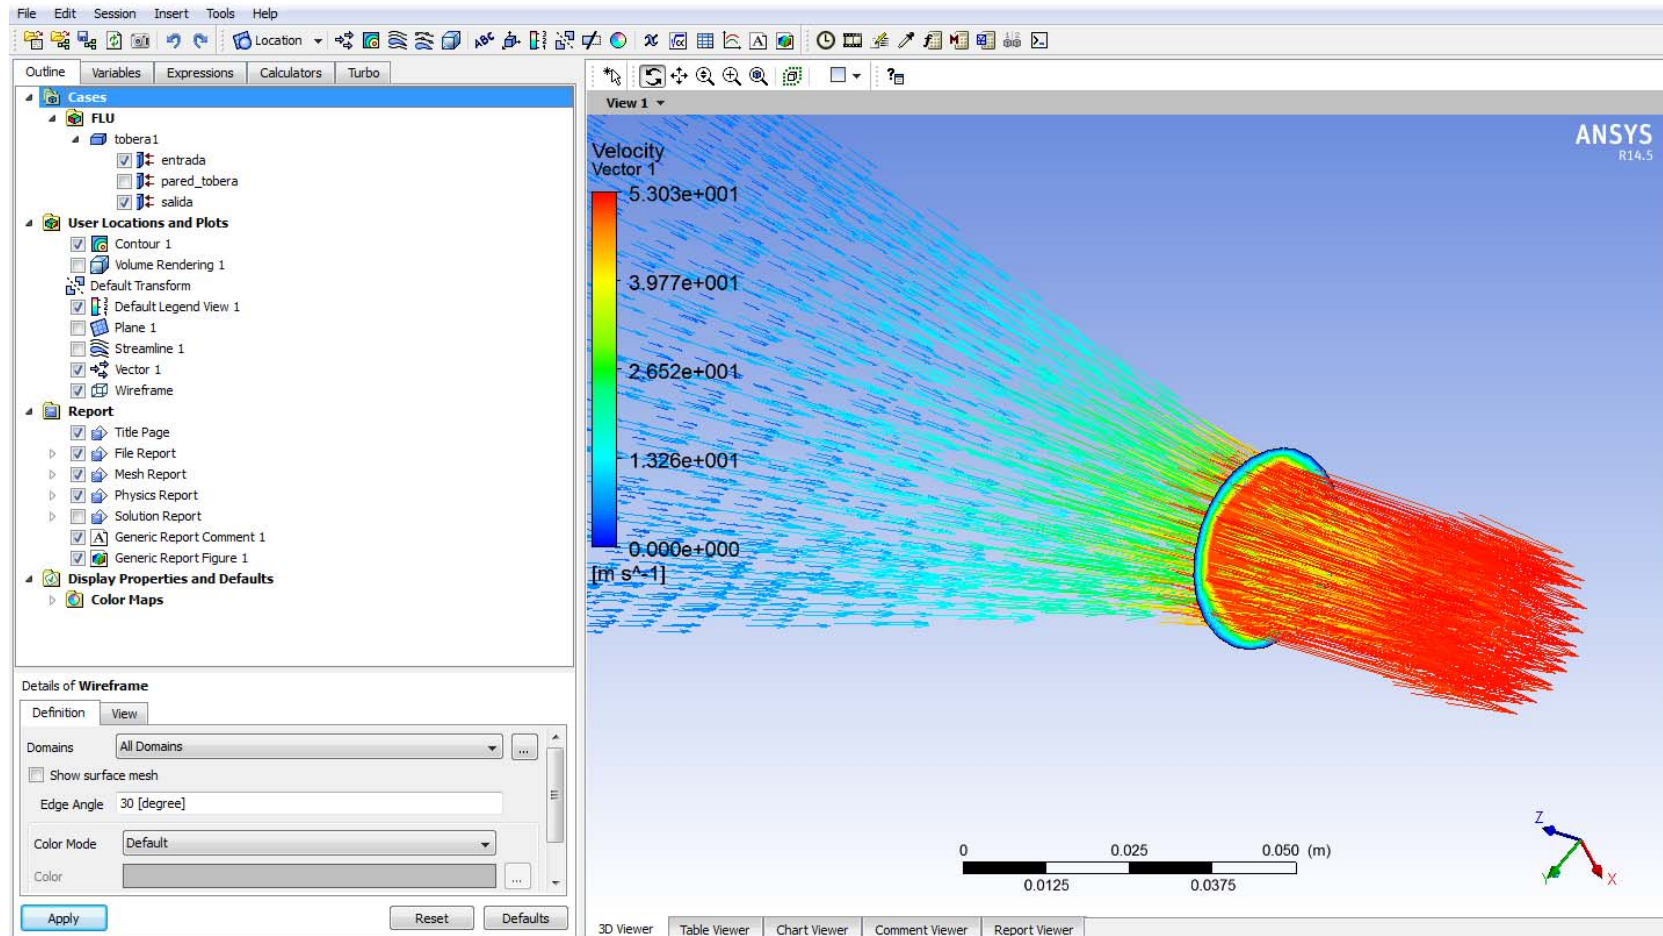 File Edit Session Insert Tools Help
Location
Outline Variables Expressions Calculators Turbo
Cases
FLU
tobera1
entrada
pared_tobera
salida
User Locations and Plots
Contour 1
Volume Rendering 1
Default Transform
Default Legend View 1
Plane 1
Streamline 1
Vector 1
Wireframe
Report
Title Page
File Report
Mesh Report
Physics Report
Solution Report
Generic Report Comment 1
Generic Report Figure 1
Display Properties and Defaults
Color Maps
Details of Wireframe
Definition View
Domains All Domains ...
Show surface mesh
Edge Angle 30 [degree]
Color Mode Default
Color ...
Apply Reset Defaults
View 1
ANSYS
R14.5
Velocity
Vector 1
5.303e+001
3.977e+001
2.652e+001
1.326e+001
0.000e+000
[m s^-1]
0 0.025 0.050 (m)
0.0125 0.0375
Z
Y X
3D Viewer Table Viewer Chart Viewer Comment Viewer Report Viewer